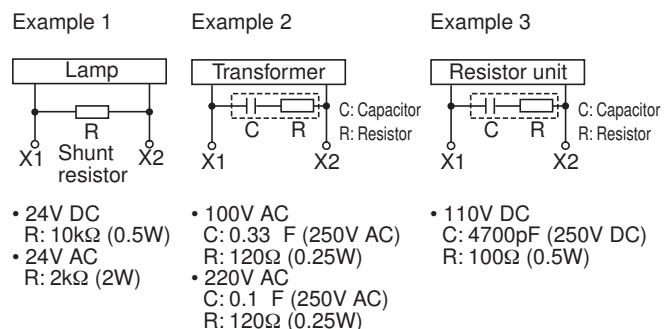 Example 1
Lamp
R
X1
Shunt
resistor
X2
• 24V DC
R: 10kΩ (0.5W)
• 24V AC
R: 2kΩ (2W)
Example 2
Transformer
C: Capacitor
C
R
R: Resistor
X1
X2
• 100V AC
C: 0.33 F (250V AC)
R: 120Ω (0.25W)
• 220V AC
C: 0.1 F (250V AC)
R: 120Ω (0.25W)
Example 3
Resistor unit
C: Capacitor
C
R
R: Resistor
X1
X2
• 110V DC
C: 4700pF (250V DC)
R: 100Ω (0.5W)